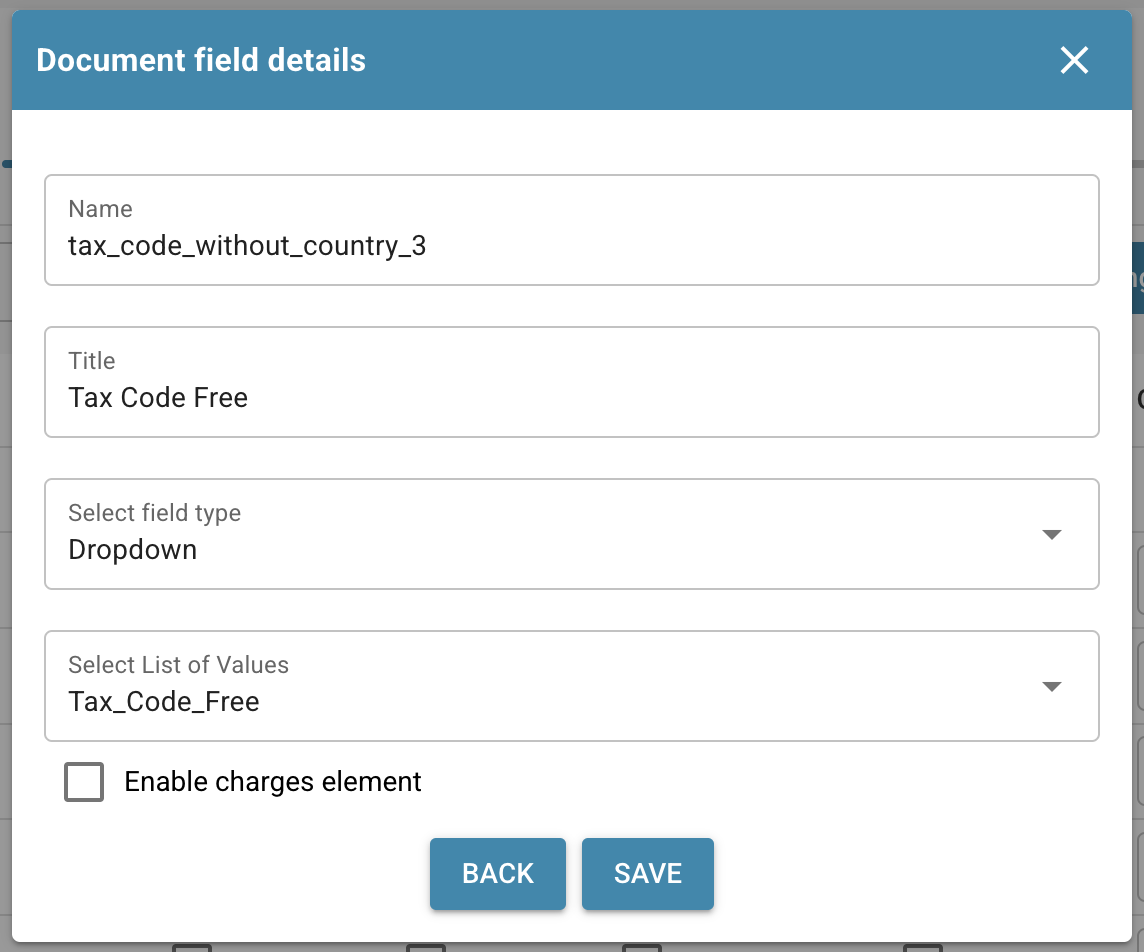 Document field details
Name
tax_code_without_country_3
Title
Tax Code Free
Select field type
Dropdown
Select List of Values
Tax_Code_Free
Enable charges element
BACK SAVE